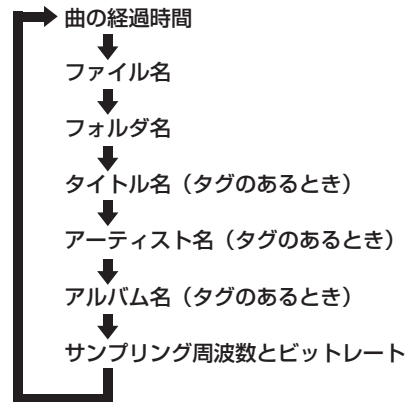 曲の経過時間
ファイル名
フォルダ名
タイトル名（タグのあるとき）
アーティスト名（タグのあるとき）
アルバム名（タグのあるとき）
サンプリング周波数とビットレート